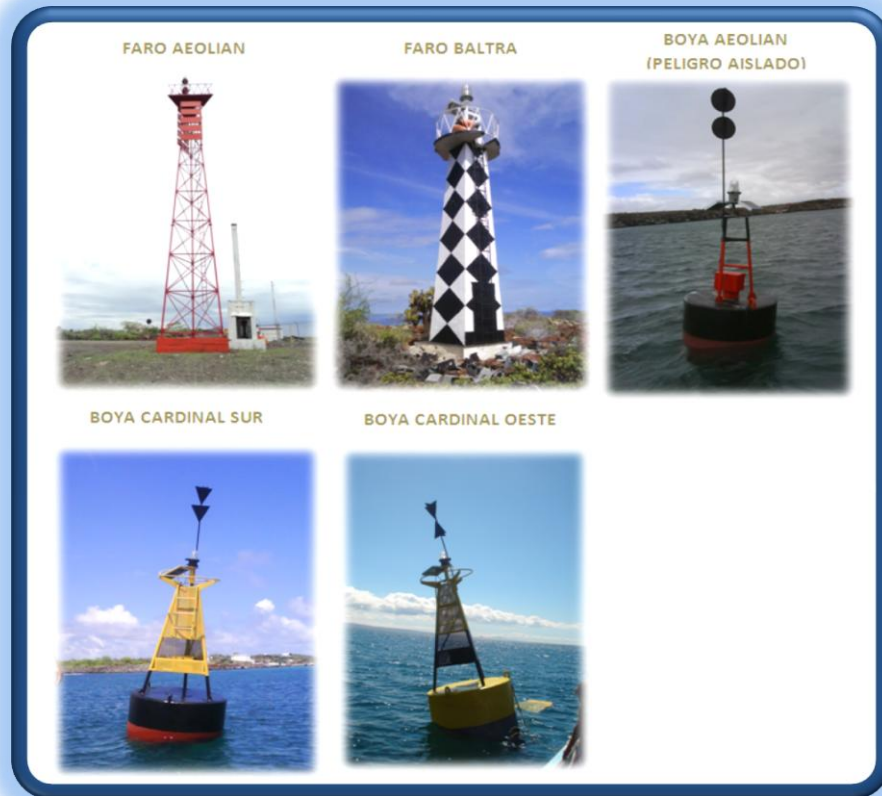 FARO AEOLIAN
FARO BALTRA
BOYA AEOLIAN
(PELIGRO AISLADO)
BOYA CARDINAL SUR
BOYA CARDINAL OESTE